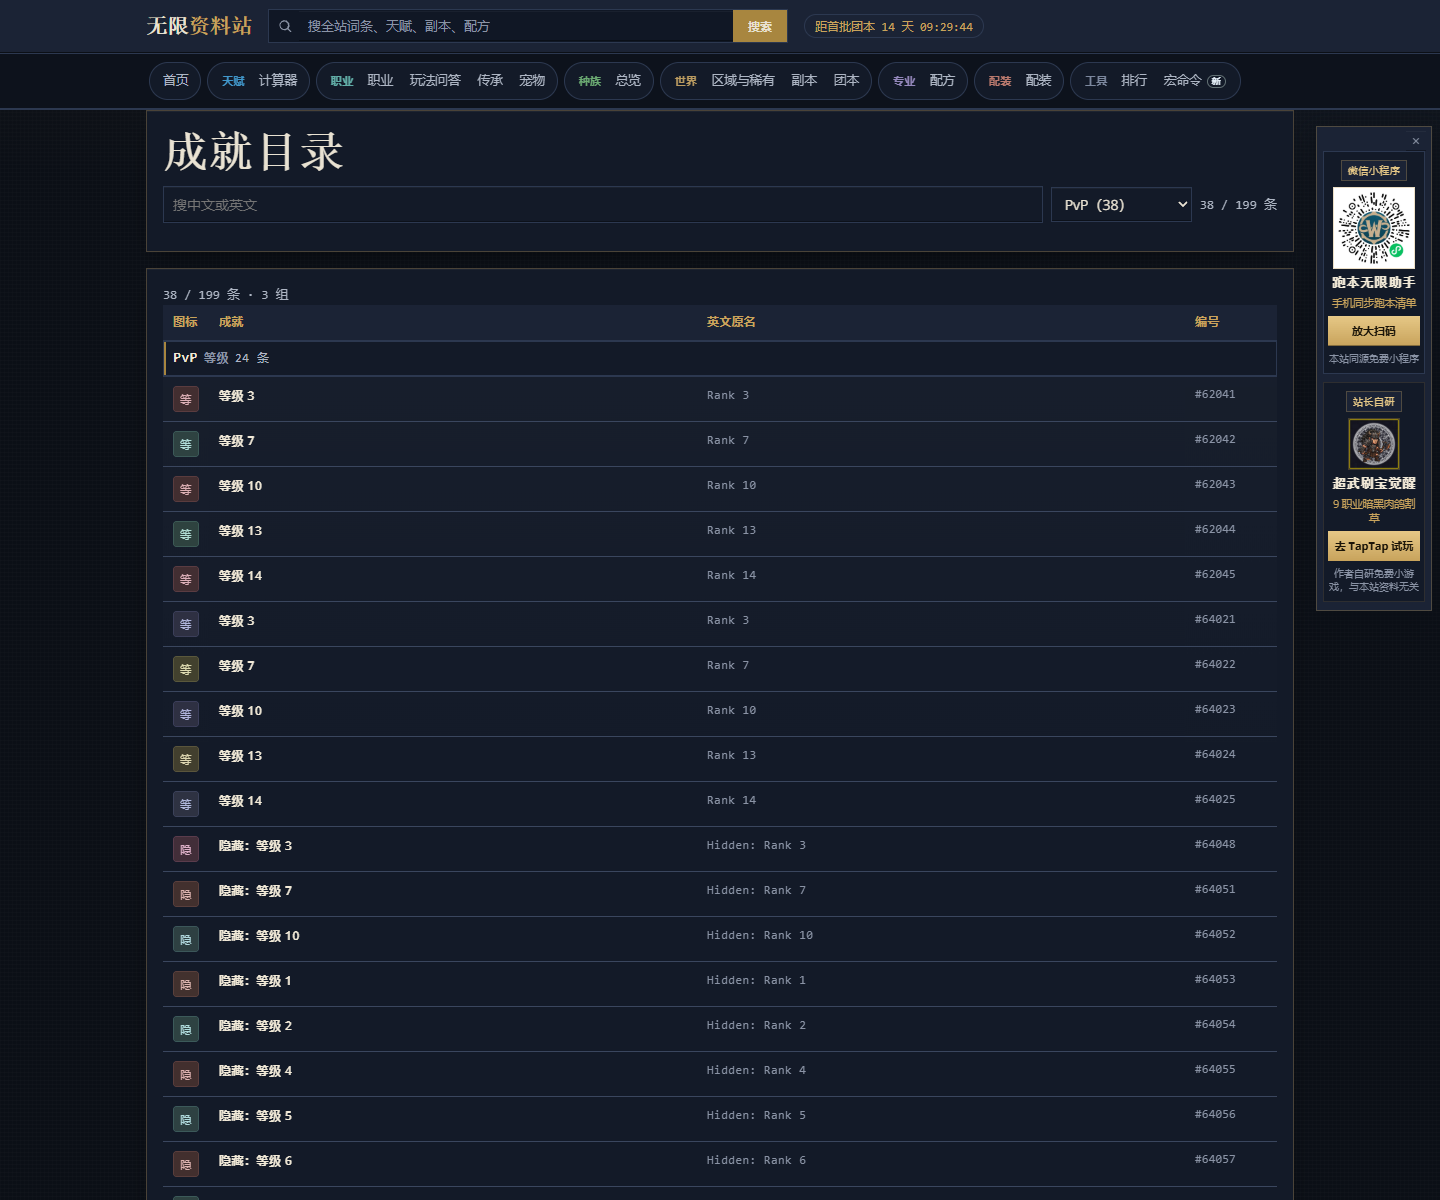 无限资料站
搜全站词条、天赋、副本、配方
搜索
距首批团本 14 天 09:29:44
首页
天赋 计算器
职业 职业 玩法问答 传承 宠物
种族 总览
世界 区域与稀有 副本 团本
专业 配方
配装 配装
工具 排行 宏命令 新
成就目录
搜中文或英文
Pvp (38)
38 / 199 条
38 / 199 条 · 3 组
图标 成就 英文原名 编号
PvP 等级 24 条
等 等级 3 Rank 3 #62041
等 等级 7 Rank 7 #62042
等 等级 10 Rank 10 #62043
等 等级 13 Rank 13 #62044
等 等级 14 Rank 14 #62045
等 等级 3 Rank 3 #64021
等 等级 7 Rank 7 #64022
等 等级 10 Rank 10 #64023
等 等级 13 Rank 13 #64024
等 等级 14 Rank 14 #64025
隐 隐藏：等级 3 Hidden: Rank 3 #64048
隐 隐藏：等级 7 Hidden: Rank 7 #64051
隐 隐藏：等级 10 Hidden: Rank 10 #64052
隐 隐藏：等级 1 Hidden: Rank 1 #64053
隐 隐藏：等级 2 Hidden: Rank 2 #64054
隐 隐藏：等级 4 Hidden: Rank 4 #64055
隐 隐藏：等级 5 Hidden: Rank 5 #64056
隐 隐藏：等级 6 Hidden: Rank 6 #64057
×
微信小程序
跑本无限助手
手机同步跑本清单
放大扫码
本站同源免费小程序
站长自研
超武刷宝觉醒
9 职业暗黑肉鸽割
草
去 TapTap 试玩
作者自研免费小游
戏，与本站资料无关